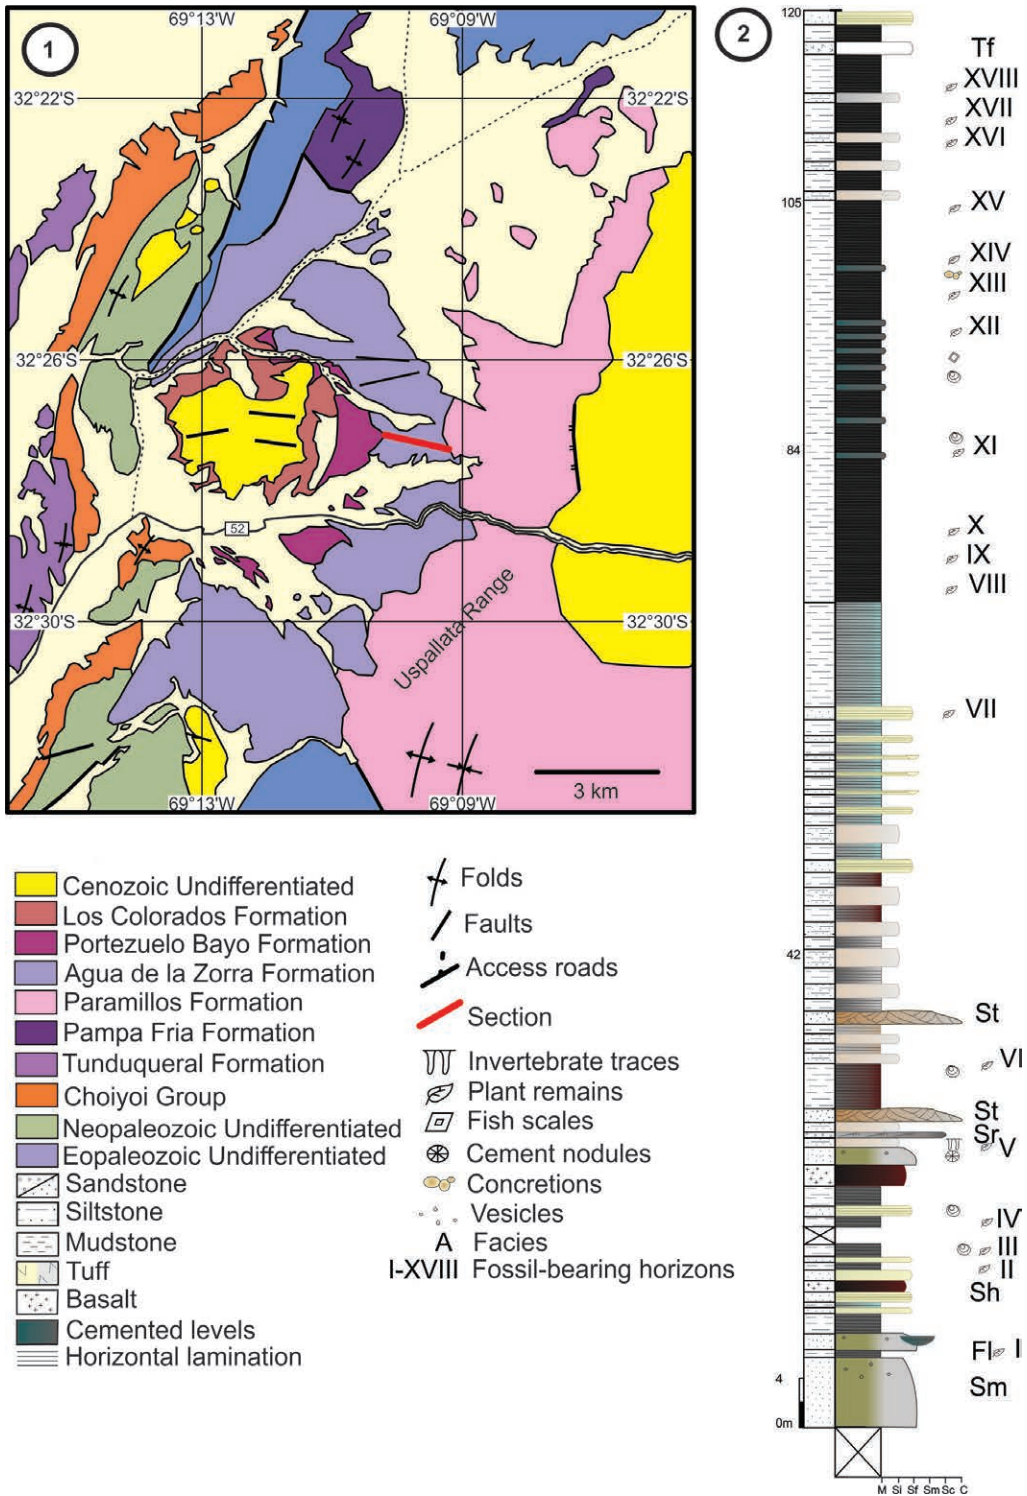 1
69°13'W
69°09'W
32°22'S
32°22'S
32°26'S
32°26'S
52
32°30'S
32°30'S
Uspallata Range
69°13'W
69°09'W
3 km
Cenozoic Undifferentiated
Los Colorados Formation
Portezuelo Bayo Formation
Agua de la Zorra Formation
Paramillos Formation
Pampa Fria Formation
Tunduqueral Formation
Choiyoi Group
Neopaleozoic Undifferentiated
Eopaleozoic Undifferentiated
Sandstone
Siltstone
Mudstone
Tuff
Basalt
Cemented levels
Horizontal lamination
Folds
Faults
Access roads
Section
Invertebrate traces
Plant remains
Fish scales
Cement nodules
Concretions
Vesicles
A Facies
I-XVIII Fossil-bearing horizons
2
120
Tf
XVIII
XVII
XVI
105
XV
XIV
XIII
XII
XI
84
X
IX
VIII
VII
42
St
VI
St
Sr
V
IV
III
II
Sh
Fl I
Sm
4
0m
M Si Sf Sm Sc C